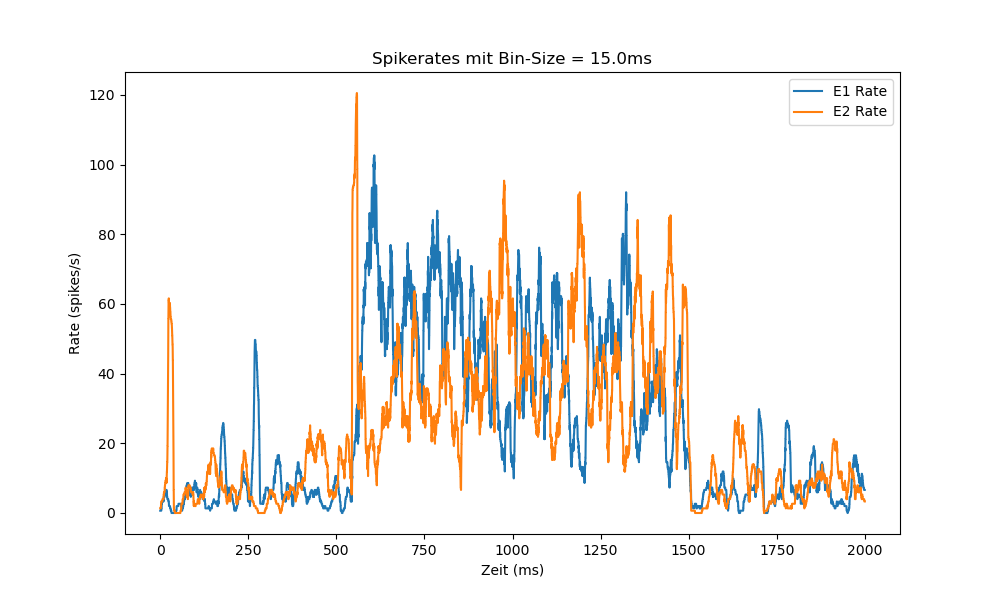 Spikerates mit Bin-Size = 15.0ms
E1 Rate
E2 Rate
Rate (spikes/s)
120
100
80
60
40
20
0
0 250 500 750 1000 1250 1500 1750 2000
Zeit (ms)